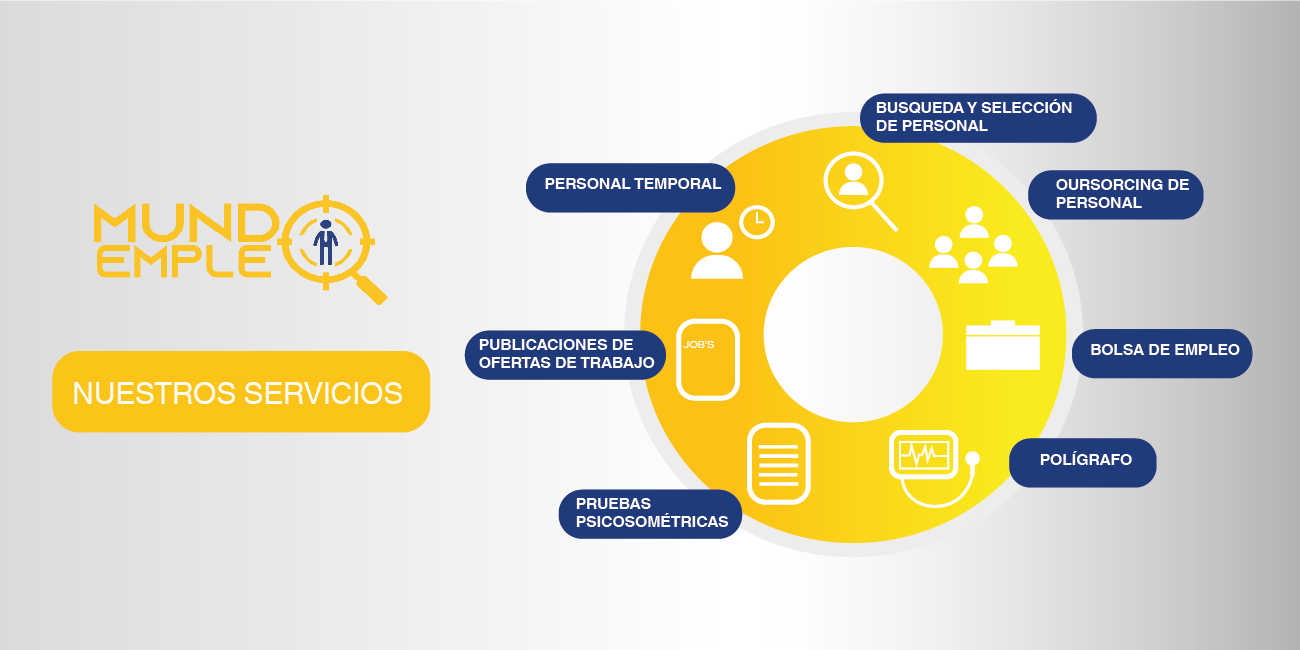 MUNDO
EMPLE
NUESTROS SERVICIOS
BUSQUEDA Y SELECCIÓN
DE PERSONAL
OURSORCING DE
PERSONAL
BOLSA DE EMPLEO
POLÍGRAFO
PRUEBAS
PSICOSOMÉTRICAS
PUBLICACIONES DE
OFERTAS DE TRABAJO
JOB'S
PERSONAL TEMPORAL